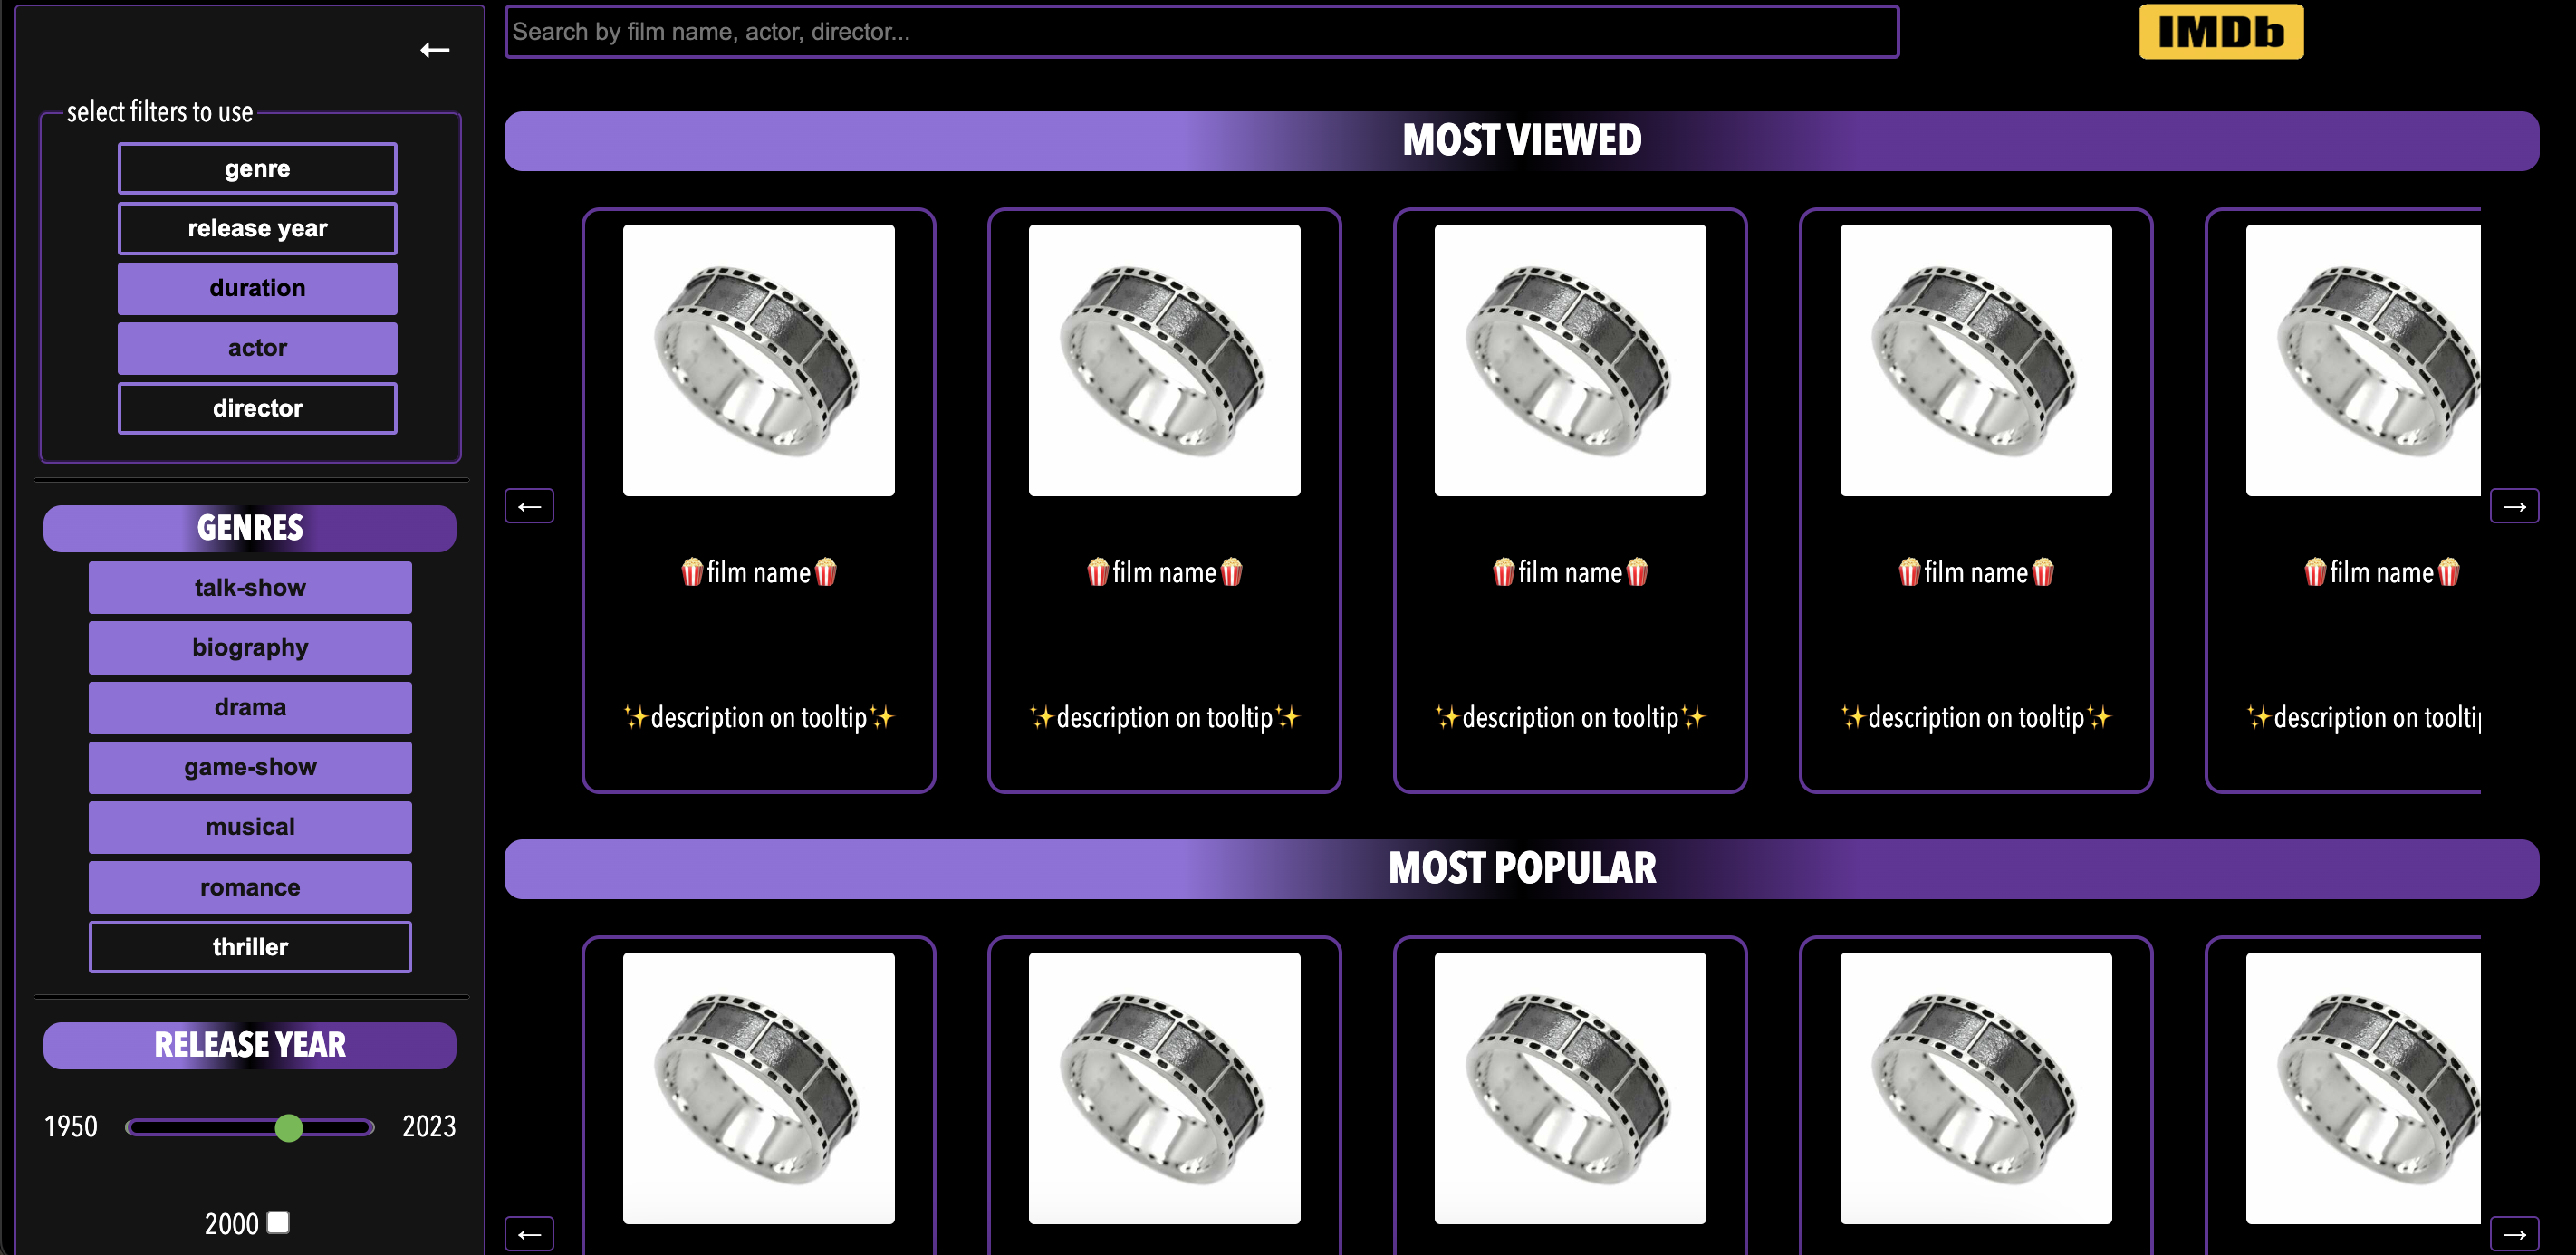 ←
Search by film name, actor, director...
IMDb
select filters to use
genre
release year
duration
actor
director
GENRES
talk-show
biography
drama
game-show
musical
romance
thriller
RELEASE YEAR
1950 2023
2000
MOST VIEWED
🍿film name🍿
✨description on tooltip✨
🍿film name🍿
✨description on tooltip✨
🍿film name🍿
✨description on tooltip✨
🍿film name🍿
✨description on tooltip✨
🍿film name🍿
✨description on tooltip
← →
MOST POPULAR
← →